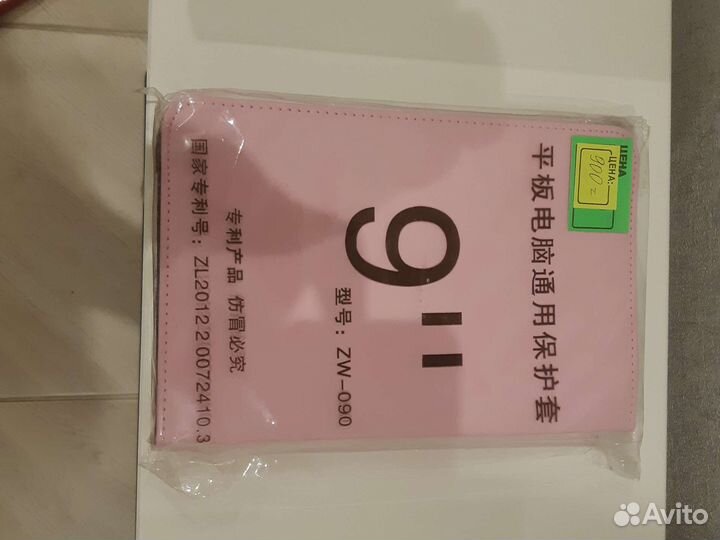 平板电脑通用保护套
9"
型号：ZW-090
专利产品 仿冒必究
国家专利号：ZL201220072410.3
ЦЕНА
ЦЕНА:
900=
Avito